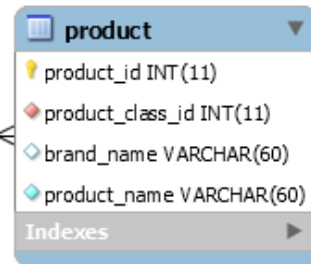 product
product_id INT(11)
product_class_id INT(11)
brand_name VARCHAR(60)
product_name VARCHAR(60)
Indexes